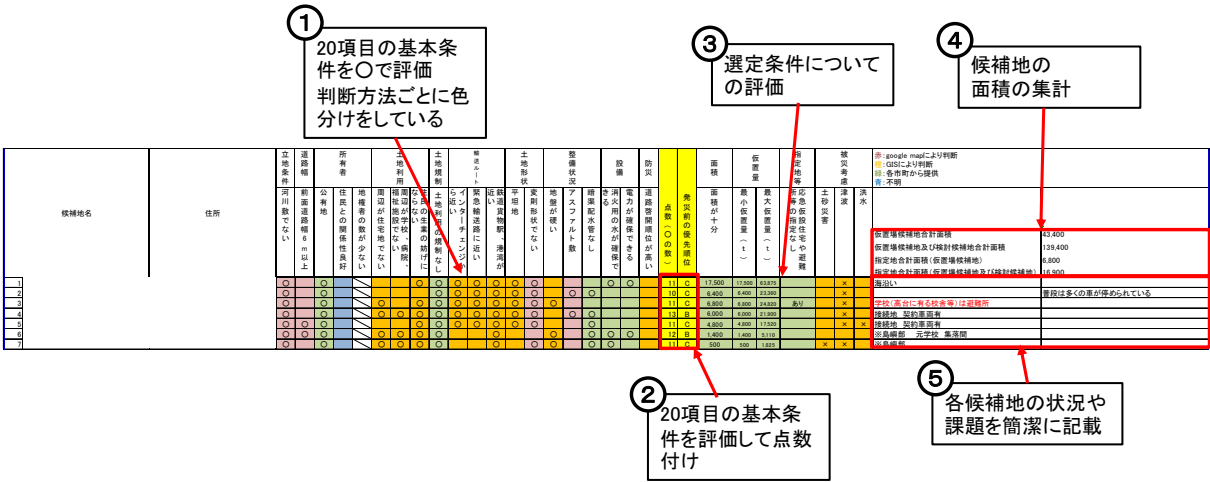 ①
20項目の基本条
件を〇で評価
判断方法ごとに色
分けをしている
③
選定条件について
の評価
④
候補地の
面積の集計
候補地名
住所
立地条件
河川敷でない
道路幅
前面道路幅6m以上
所有者
公有地
住民との関係性良好
地権者の数が少ない
土地利用
周辺が住宅地でない
周辺が学校、病院、福祉施設でない
住民の生業の妨げにならない
土地規制
土地利用の規制なし
輸送ルート
インターチェンジから近い
緊急輸送路に近い
鉄道貨物駅、港湾が近い
土地形状
平坦地
変則形状でない
整備状況
地盤が硬い
アスファルト敷
暗渠配水管なし
設備
消火用の水が確保できる
電力が確保できる
防災
道路啓開順位が高い
点数(〇の数)
発災前の優先順位
面積
面積が十分
仮置量
最小仮置量(t)
最大仮置量(t)
指定地等
応急仮設住宅や避難所等の指定なし
被災考慮
土砂災害
津波
洪水
赤:google mapにより判断
橙:GISにより判断
緑:各市町から提供
青:不明
仮置場候補地合計面積 43,400
仮置場候補地及び検討候補地合計面積 139,400
指定地合計面積(仮置場候補地) 6,800
指定地合計面積(仮置場候補地及び検討候補地) 16,900
1 〇 〇 〇 〇 〇 〇 〇 〇 〇 〇 〇 11 C 17,500 17,500 63,875 × 海沿い
2 〇 〇 〇 〇 〇 〇 〇 〇 〇 〇 10 C 6,400 6,400 23,360 × 普段は多くの車が停められている
3 〇 〇 〇 〇 〇 〇 〇 〇 〇 〇 〇 11 C 6,800 6,800 24,820 あり × 学校(高台に有る校舎等)は避難所
4 〇 〇 〇 〇 〇 〇 〇 〇 〇 〇 〇 〇 〇 13 B 6,000 6,000 21,900 × 接続地 契約車両有
5 〇 〇 〇 〇 〇 〇 〇 〇 〇 〇 〇 11 C 4,800 4,800 17,520 × × 接続地 契約車両有
6 〇 〇 〇 〇 〇 〇 〇 〇 〇 〇 〇 〇 12 B 1,400 1,400 5,110 ※島嶼部 元学校 集落間
7 〇 〇 〇 〇 〇 〇 〇 〇 〇 〇 〇 11 C 500 500 1,825 × × ※島嶼部
②
20項目の基本条
件を評価して点数
付け
⑤
各候補地の状況や
課題を簡潔に記載